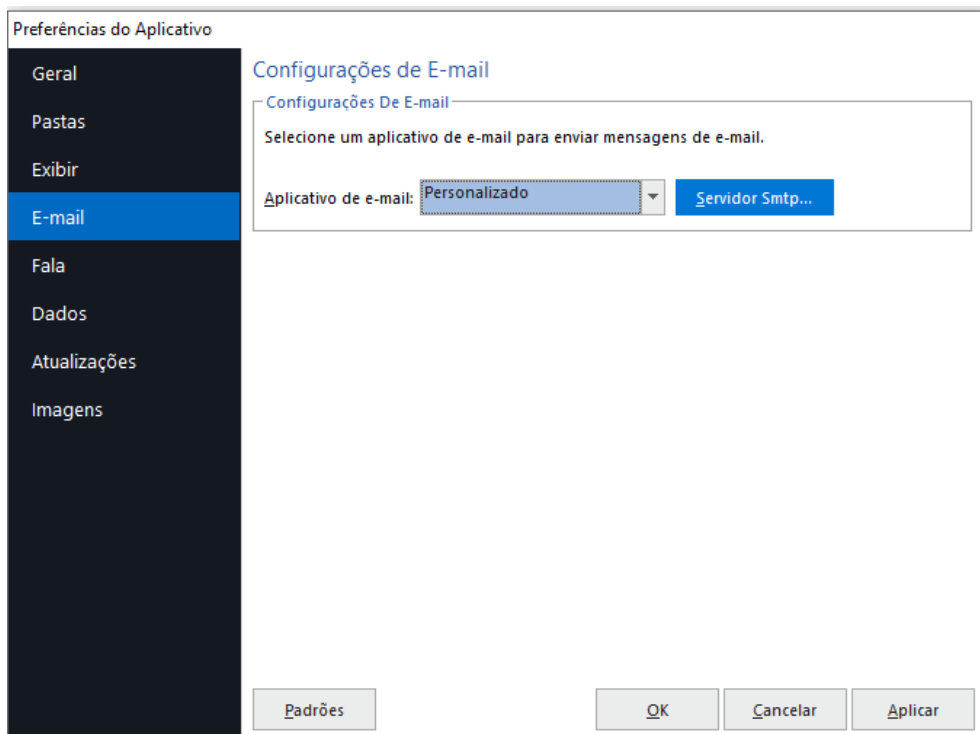 Preferências do Aplicativo
Geral
Pastas
Exibir
E-mail
Fala
Dados
Atualizações
Imagens
Configurações de E-mail
Configurações De E-mail
Selecione um aplicativo de e-mail para enviar mensagens de e-mail.
Aplicativo de e-mail: Personalizado Servidor Smtp...
Padrões OK Cancelar Aplicar